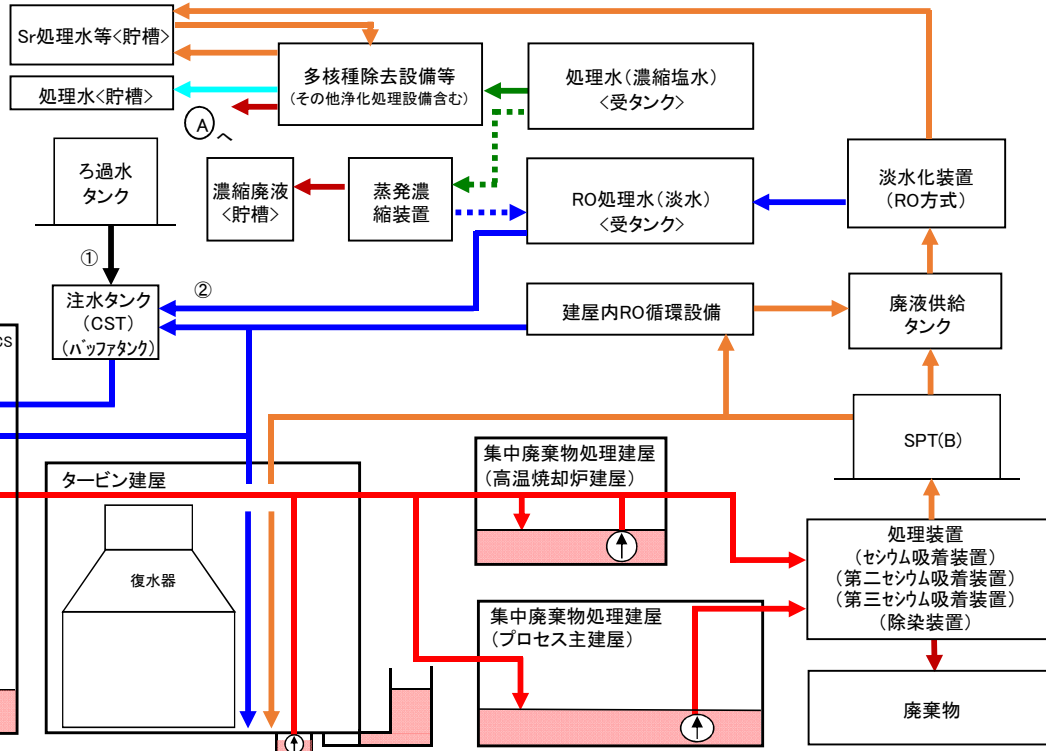 Sr処理水等<貯槽>
処理水<貯槽>
多核種除去設備等
(その他浄化処理設備含む)
処理水(濃縮塩水)
<受タンク>
Aへ
ろ過水
タンク
濃縮廃液
<貯槽>
蒸発濃
縮装置
RO処理水(淡水)
<受タンク>
淡水化装置
(RO方式)
①
②
注水タンク
(CST)
(ﾊﾞｯﾌｧﾀﾝｸ)
建屋内RO循環設備
廃液供給
タンク
CS
SPT(B)
タービン建屋
復水器
集中廃棄物処理建屋
(高温焼却炉建屋)
集中廃棄物処理建屋
(プロセス主建屋)
処理装置
(セシウム吸着装置)
(第二セシウム吸着装置)
(第三セシウム吸着装置)
(除染装置)
廃棄物